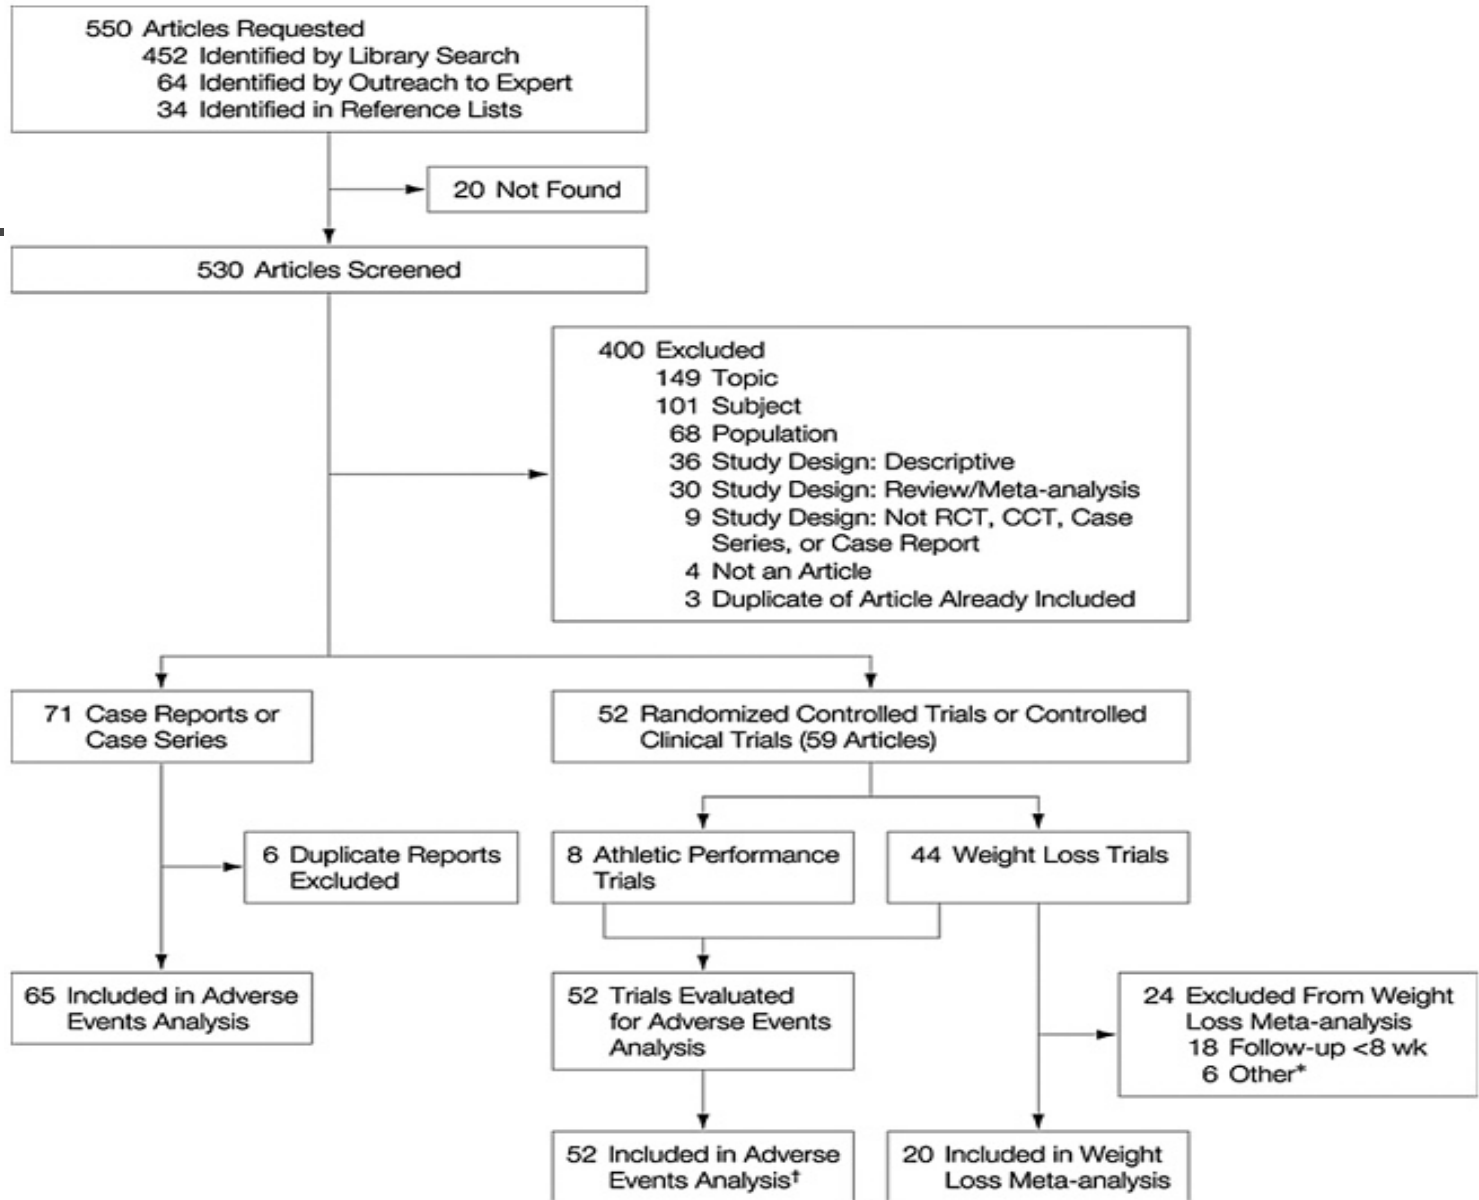 550 Articles Requested
452 Identified by Library Search
64 Identified by Outreach to Expert
34 Identified in Reference Lists
20 Not Found
530 Articles Screened
400 Excluded
149 Topic
101 Subject
68 Population
36 Study Design: Descriptive
30 Study Design: Review/Meta-analysis
9 Study Design: Not RCT, CCT, Case
Series, or Case Report
4 Not an Article
3 Duplicate of Article Already Included
71 Case Reports or
Case Series
52 Randomized Controlled Trials or Controlled
Clinical Trials (59 Articles)
6 Duplicate Reports
Excluded
8 Athletic Performance
Trials
44 Weight Loss Trials
65 Included in Adverse
Events Analysis
52 Trials Evaluated
for Adverse Events
Analysis
24 Excluded From Weight
Loss Meta-analysis
18 Follow-up <8 wk
6 Other*
52 Included in Adverse
Events Analysis†
20 Included in Weight
Loss Meta-analysis